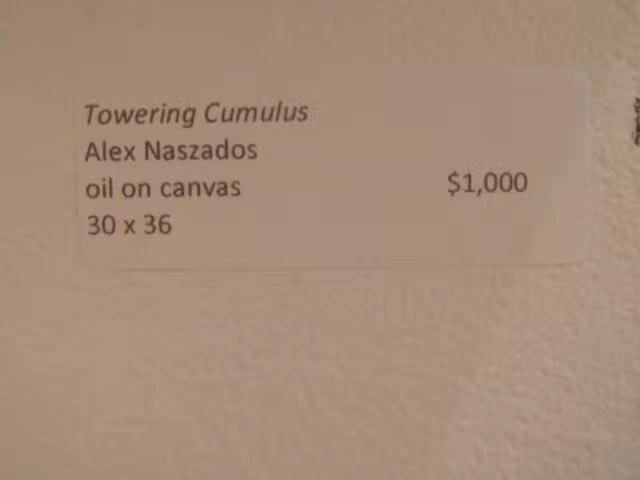 Towering Cumulus
Alex Naszados
oil on canvas $1,000
30 x 36